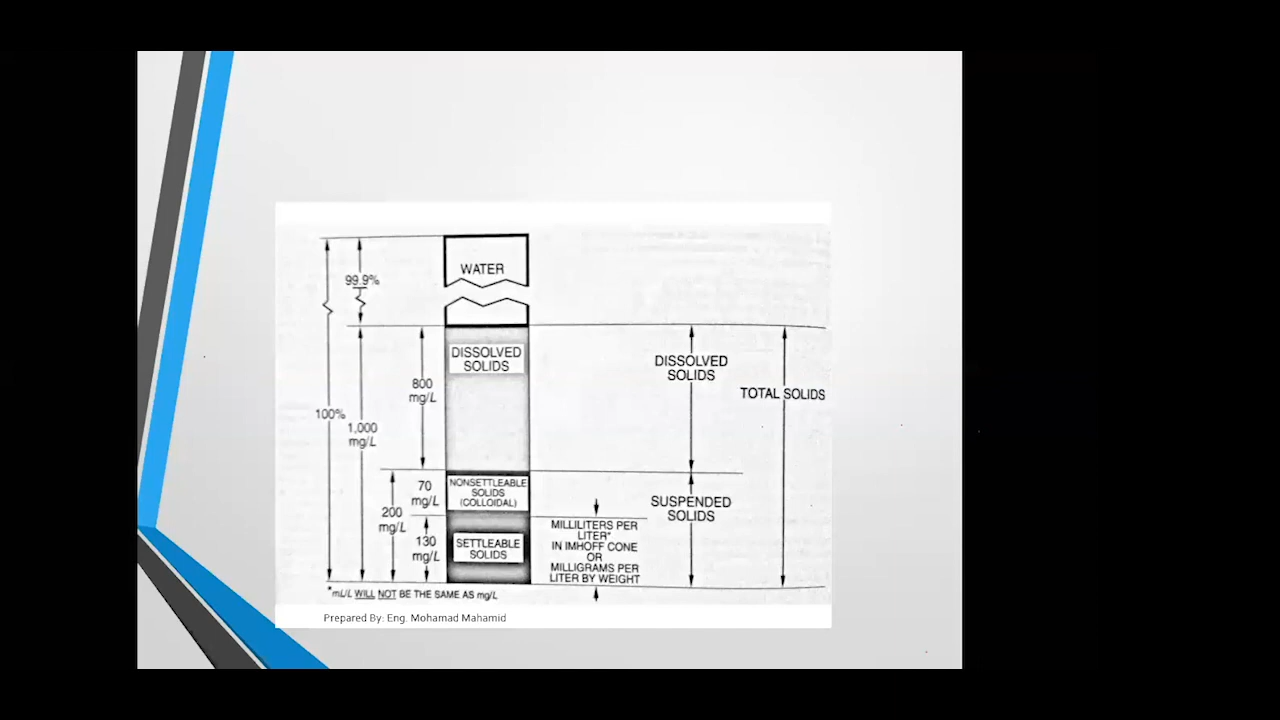 WATER
99.9%
DISSOLVED
SOLIDS
DISSOLVED
SOLIDS
800
mg/L
TOTAL SOLIDS
100%
1,000
mg/L
70
mg/L
NONSETTLEABLE
SOLIDS
(COLLOIDAL)
SUSPENDED
SOLIDS
200
mg/L
130
mg/L
SETTLEABLE
SOLIDS
MILLILITERS PER
LITER*
IN IMHOFF CONE
OR
MILLIGRAMS PER
LITER BY WEIGHT
*mL/L WILL NOT BE THE SAME AS mg/L
Prepared By: Eng. Mohamad Mahamid